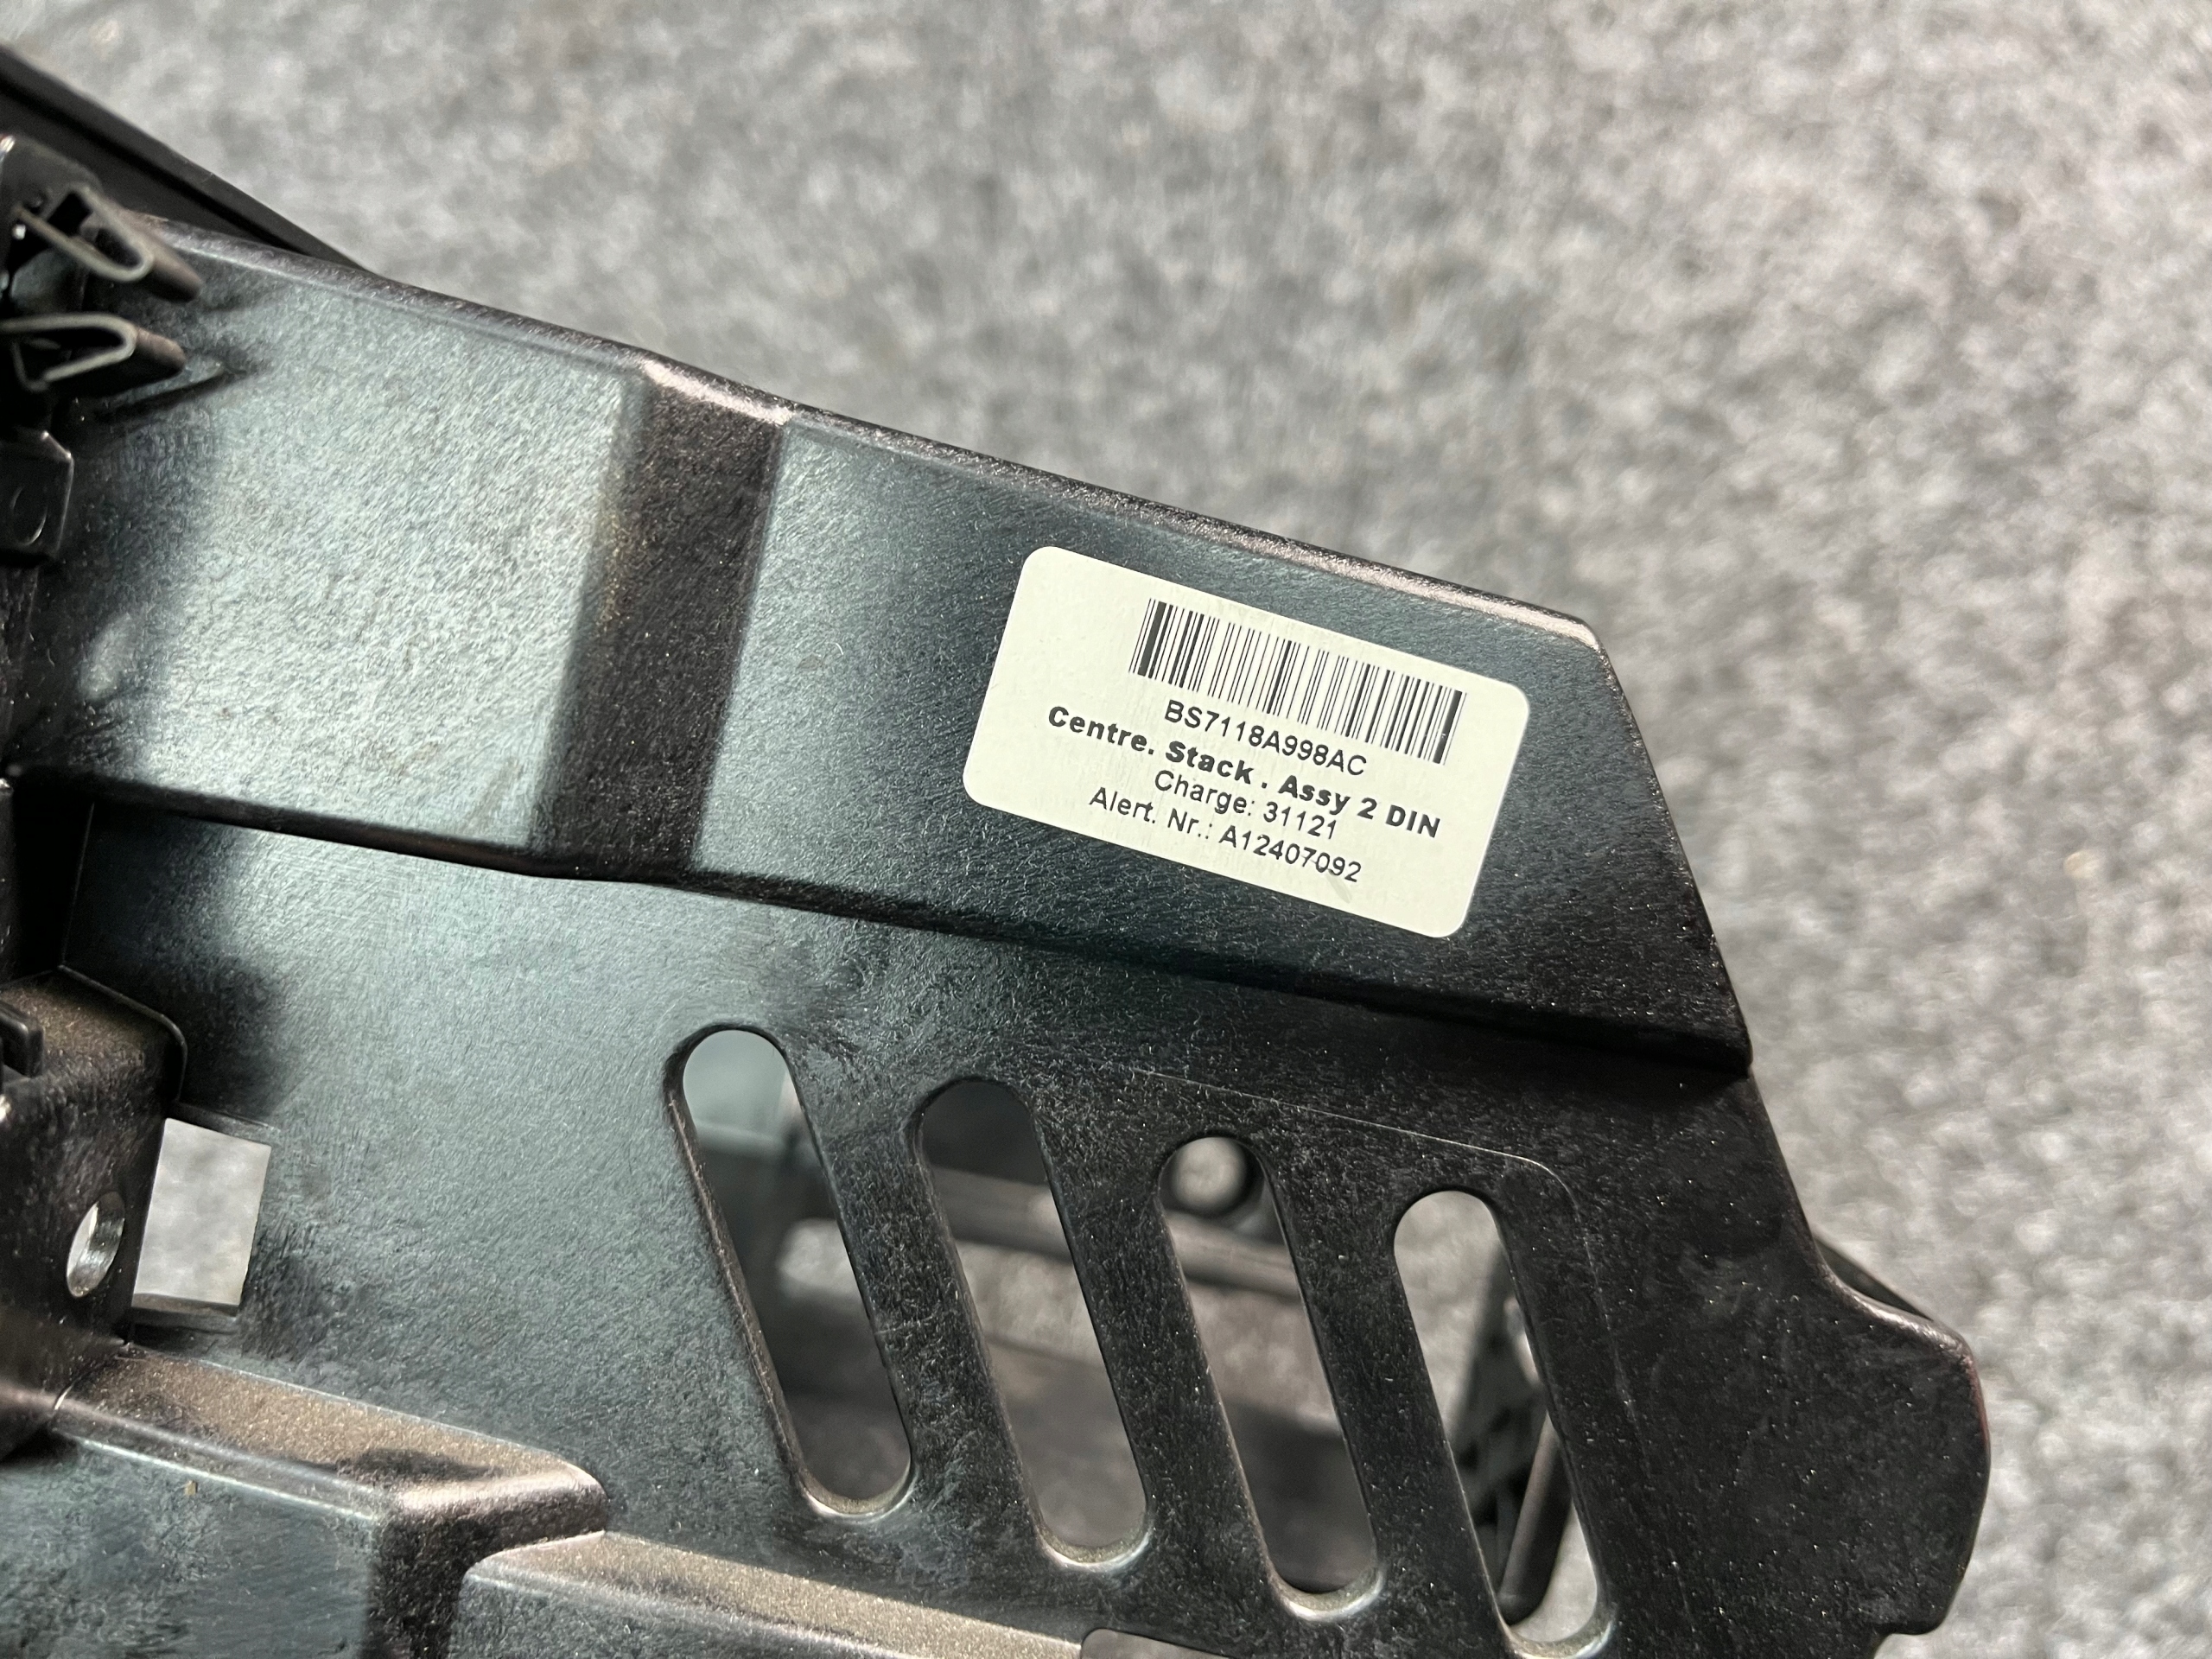 BS7118A998AC
Centre. Stack . Assy 2 DIN
Charge: 31121
Alert. Nr.: A12407092